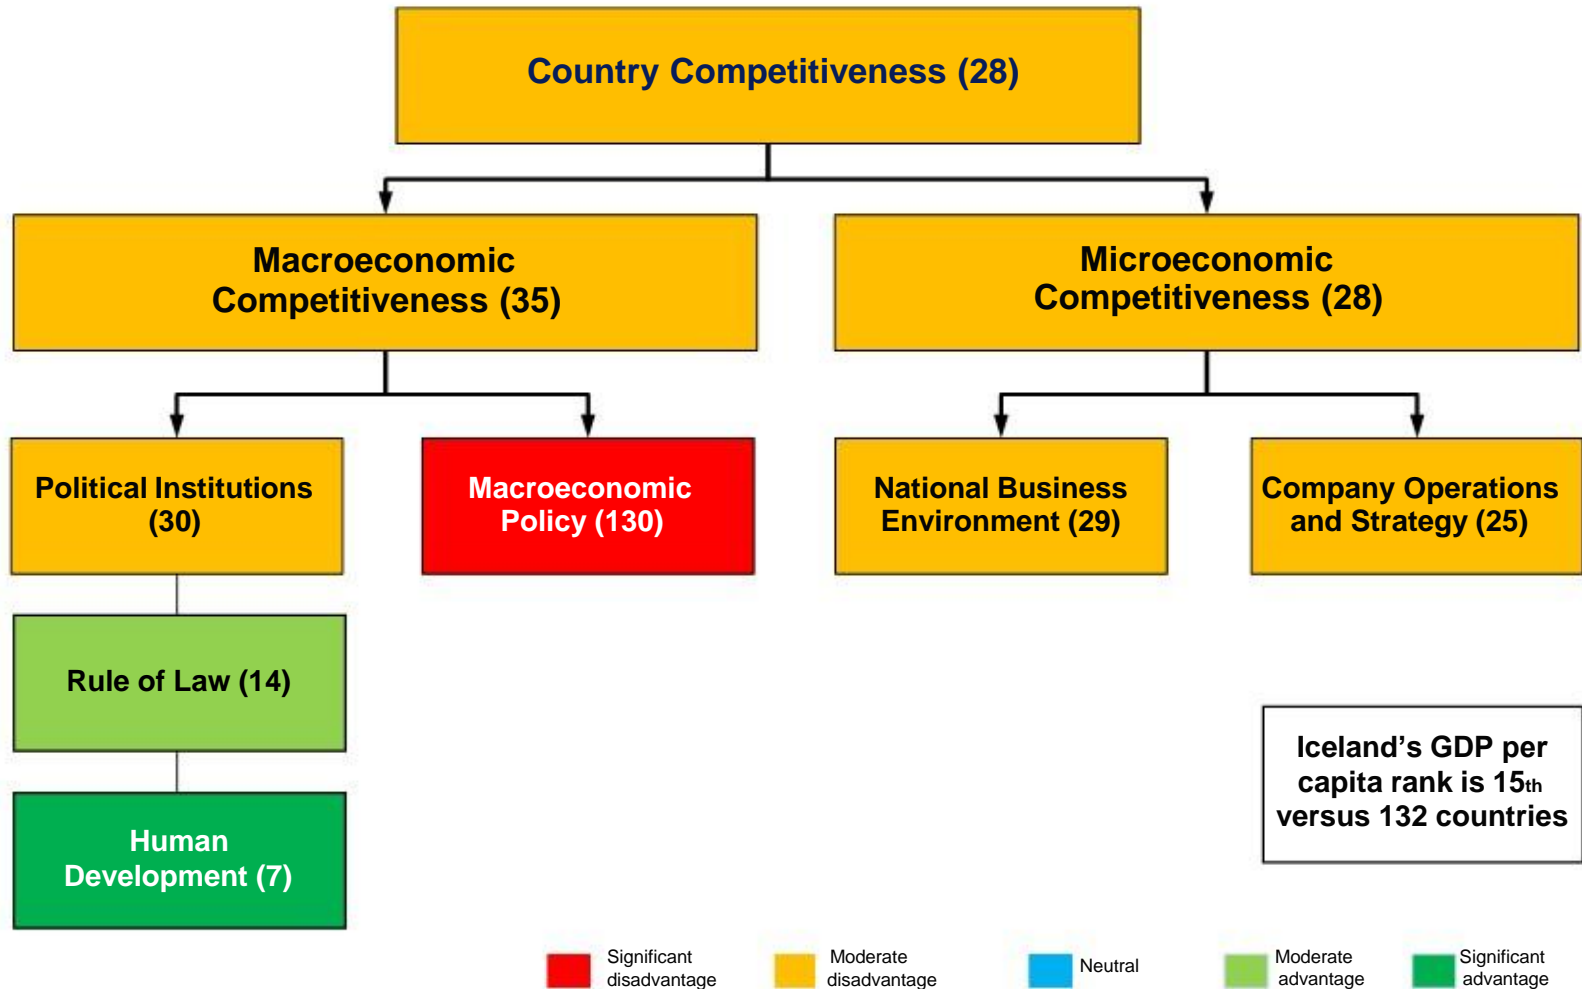 Country Competitiveness (28)
Macroeconomic
Competitiveness (35)
Microeconomic
Competitiveness (28)
Political Institutions
(30)
Macroeconomic
Policy (130)
National Business
Environment (29)
Company Operations
and Strategy (25)
Rule of Law (14)
Human
Development (7)
Iceland’s GDP per
capita rank is 15th
versus 132 countries
Significant
disadvantage
Moderate
disadvantage
Neutral
Moderate
advantage
Significant
advantage